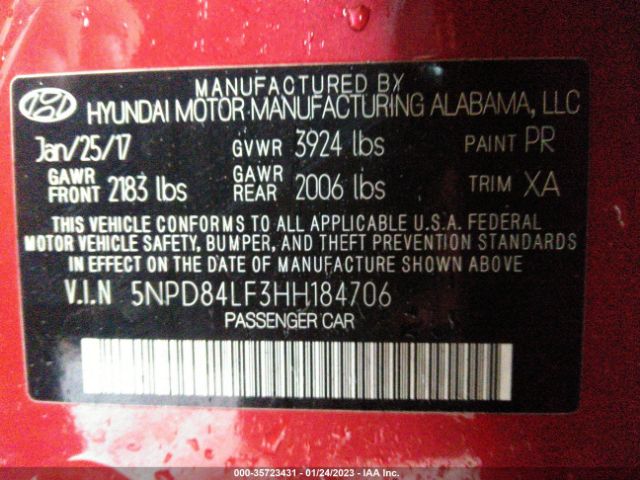 MANUFACTURED BY
HYUNDAI MOTOR MANUFACTURING ALABAMA, LLC
Jan/25/17 GVWR 3924 lbs PAINT PR
GAWR FRONT 2183 lbs GAWR REAR 2006 lbs TRIM XA
THIS VEHICLE CONFORMS TO ALL APPLICABLE U.S.A. FEDERAL
MOTOR VEHICLE SAFETY, BUMPER, AND THEFT PREVENTION STANDARDS
IN EFFECT ON THE DATE OF MANUFACTURE SHOWN ABOVE
V.I.N 5NPD84LF3HH184706
PASSENGER CAR
000-35723431 - 01/24/2023 - IAA Inc.